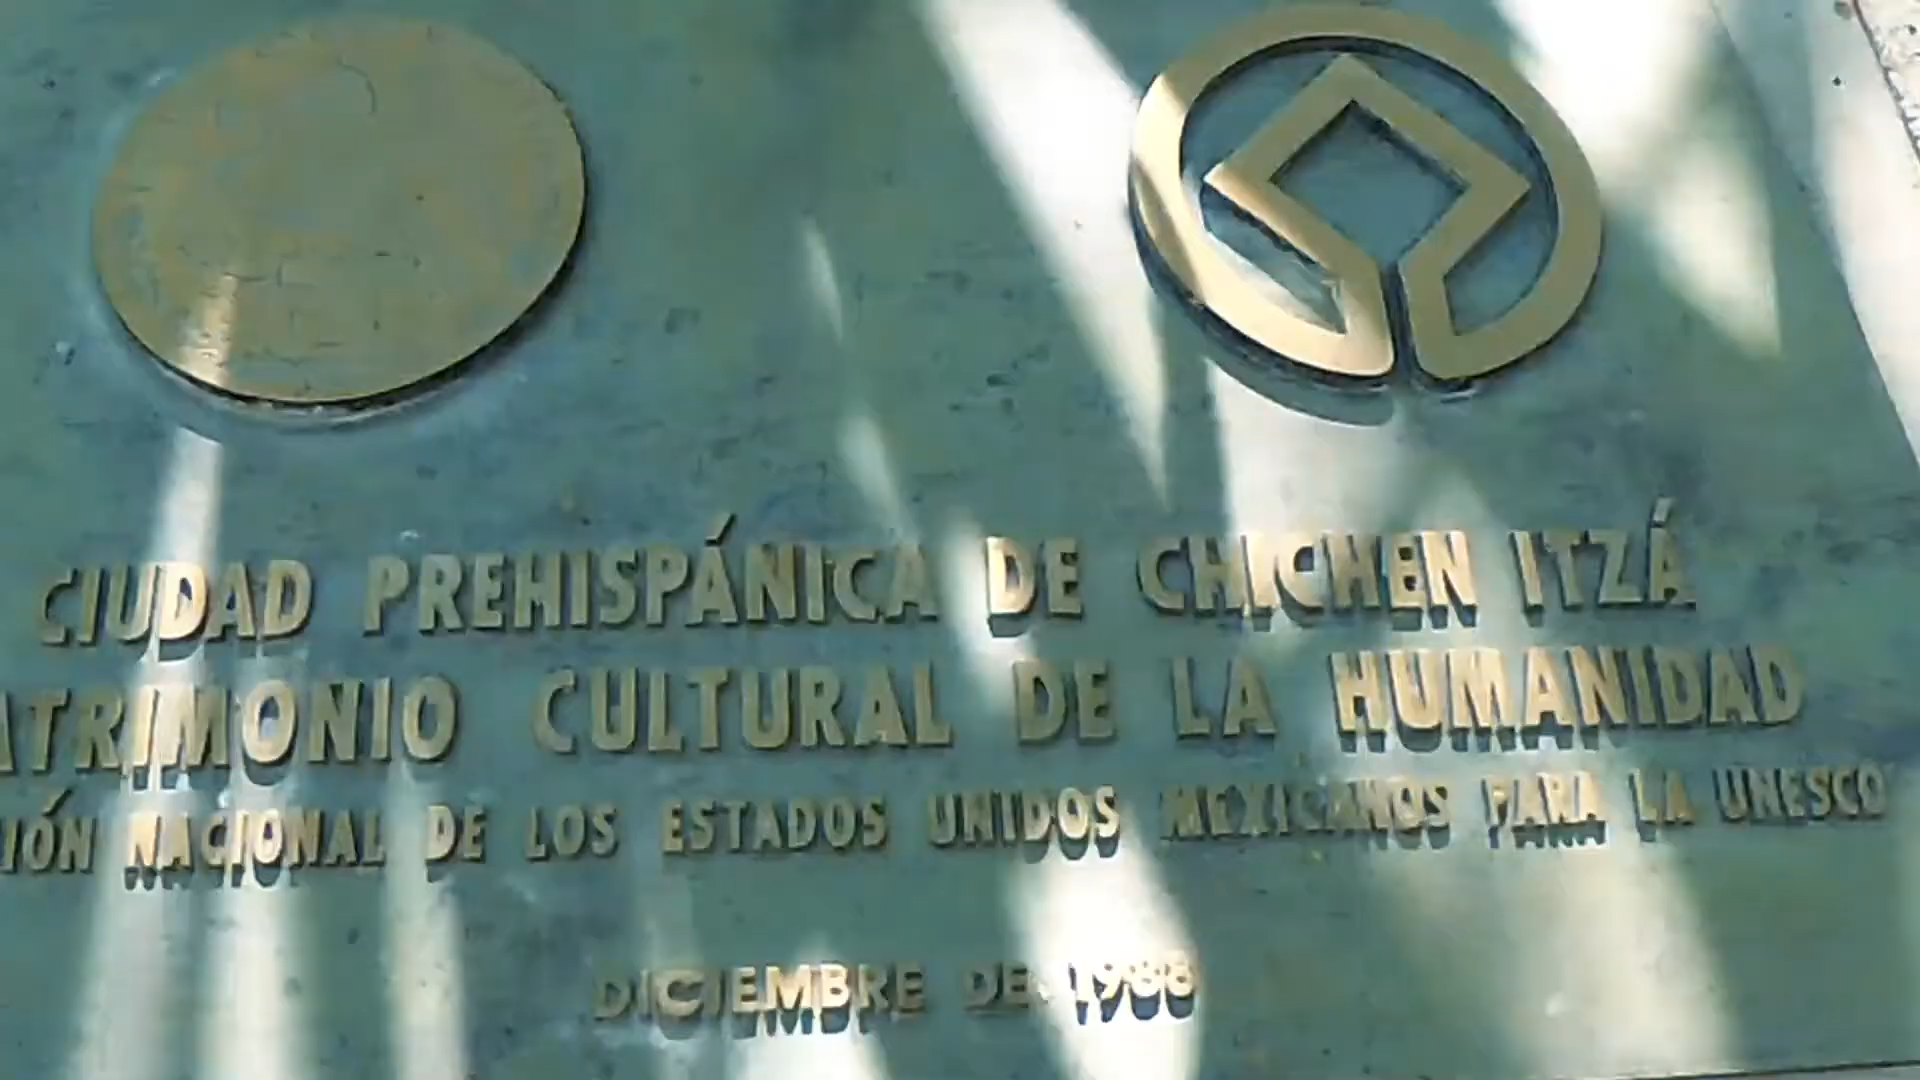 CIUDAD PREHISPÁNICA DE CHICHEN ITZÁ
ATRIMONIO CULTURAL DE LA HUMANIDAD
IÓN NACIONAL DE LOS ESTADOS UNIDOS MEXICANOS PARA LA UNESCO
DICIEMBRE DE 1988